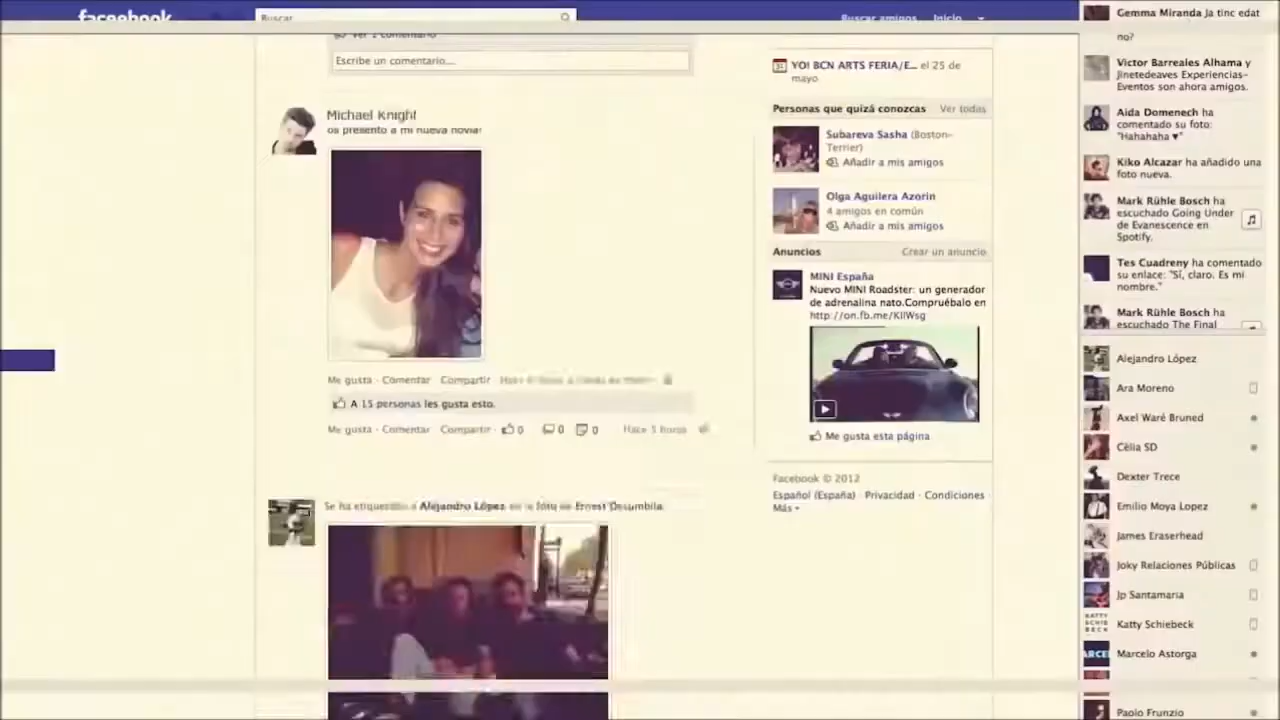 facebook
Buscar
Buscar amigos
Inicio
Ver 2 comentario
Escribe un comentario...
Michael Knight
os presento a mi nueva novia!
Me gusta · Comentar Compartir
A 15 personas les gusta esto.
Me gusta · Comentar Compartir · 0 0 0 Hace 5 horas
Se ha etiquetado a Alejandro López en la foto de Ernest Desumbila.
YO! BCN ARTS FERIA/E... el 25 de
mayo
Personas que quizá conozcas Ver todas
Subareva Sasha (Boston-
Terrier)
Añadir a mis amigos
Olga Aguilera Azorin
4 amigos en común
Añadir a mis amigos
Anuncios Crear un anuncio
MINI España
Nuevo MINI Roadster: un generador
de adrenalina nato.Compruébalo en
http://on.fb.me/KIlWsg
Me gusta esta página
Facebook © 2012
Español (España) · Privacidad · Condiciones ·
Más
Gemma Miranda Ja tinc edat
no?
Victor Barreales Alhama y
Jinetedeaves Experiencias-
Eventos son ahora amigos.
Aida Domenech ha
comentado su foto:
"Hahahaha ♥"
Kiko Alcazar ha añadido una
foto nueva.
Mark Rühle Bosch ha
escuchado Going Under
de Evanescence en
Spotify.
Tes Cuadreny ha comentado
su enlace: "Sí, claro. Es mi
nombre."
Mark Rühle Bosch ha
escuchado The Final
Alejandro López
Ara Moreno
Axel Waré Bruned
Cèlia SD
Dexter Trece
Emilio Moya Lopez
James Eraserhead
Joky Relaciones Públicas
Jp Santamaria
KATTY
SCHIE
BECK
Katty Schiebeck
Marcelo Astorga
Paolo Frunzio